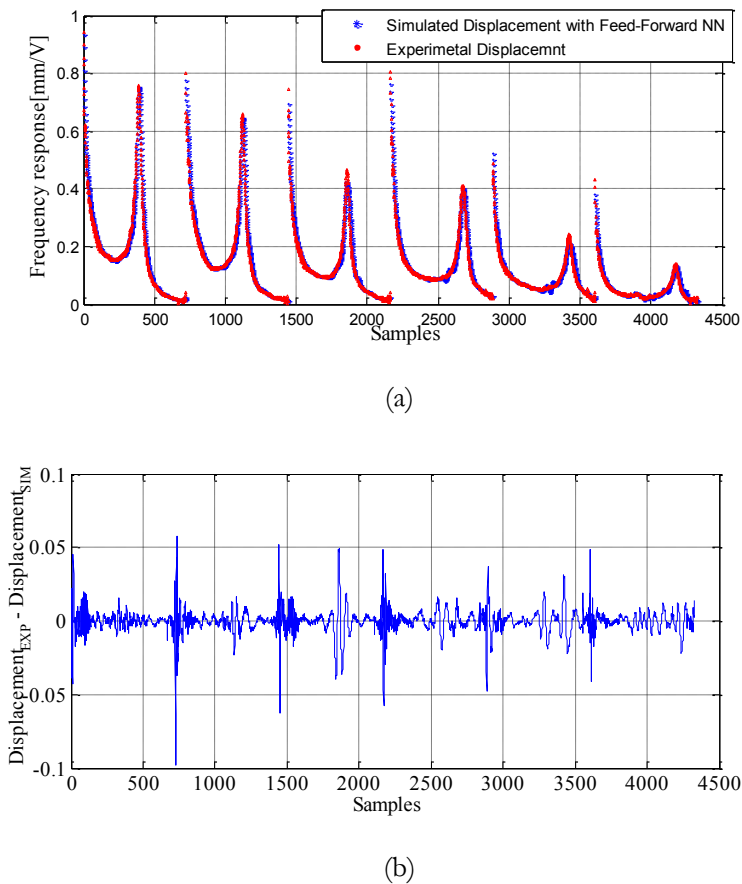 Simulated Displacement with Feed-Forward NN
Experimetal Displacemnt
Frequency response[mm/V]
1
0.8
0.6
0.4
0.2
0
0 500 1000 1500 2000 2500 3000 3500 4000 4500
Samples
(a)
Displacement_EXP - Displacement_SIM
0.1
0.05
0
-0.05
-0.1
0 500 1000 1500 2000 2500 3000 3500 4000 4500
Samples
(b)